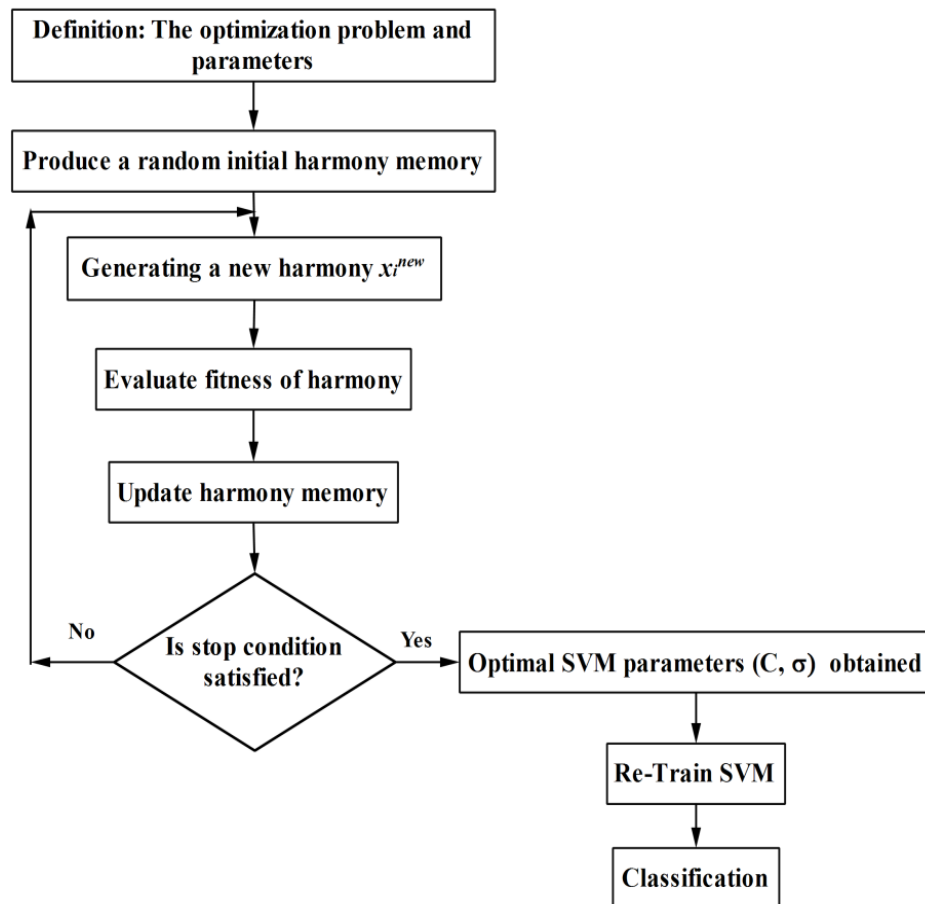 Definition: The optimization problem and
parameters
Produce a random initial harmony memory
Generating a new harmony xᵢⁿᵉʷ
Evaluate fitness of harmony
Update harmony memory
Is stop condition
satisfied?
No
Yes
Optimal SVM parameters (C, σ) obtained
Re-Train SVM
Classification